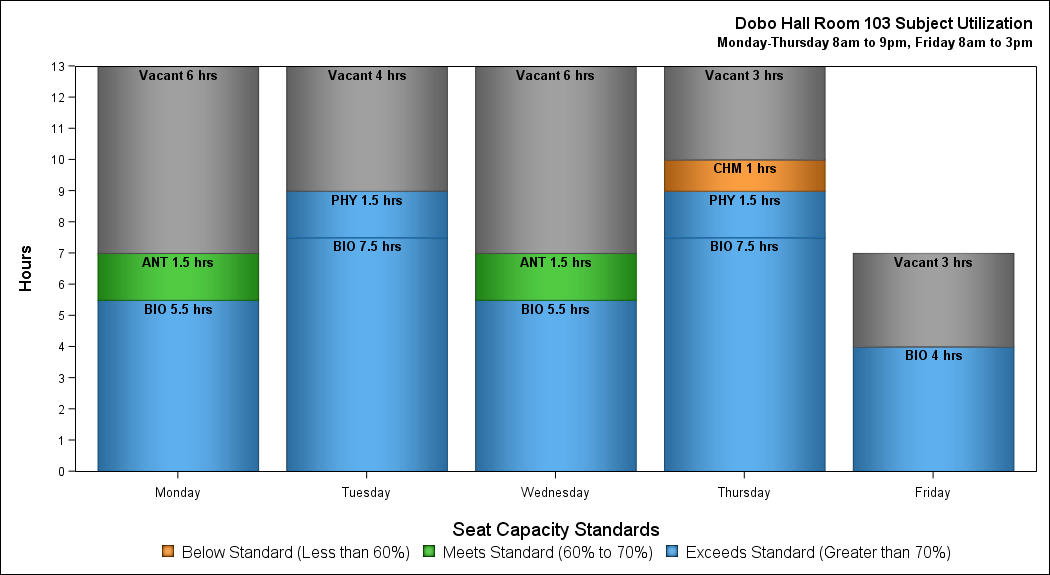 Dobo Hall Room 103 Subject Utilization
Monday-Thursday 8am to 9pm, Friday 8am to 3pm
Hours
13
12
11
10
9
8
7
6
5
4
3
2
1
0
Vacant 6 hrs
ANT 1.5 hrs
BIO 5.5 hrs
Vacant 4 hrs
PHY 1.5 hrs
BIO 7.5 hrs
Vacant 6 hrs
ANT 1.5 hrs
BIO 5.5 hrs
Vacant 3 hrs
CHM 1 hrs
PHY 1.5 hrs
BIO 7.5 hrs
Vacant 3 hrs
BIO 4 hrs
Monday Tuesday Wednesday Thursday Friday
Seat Capacity Standards
Below Standard (Less than 60%) Meets Standard (60% to 70%) Exceeds Standard (Greater than 70%)